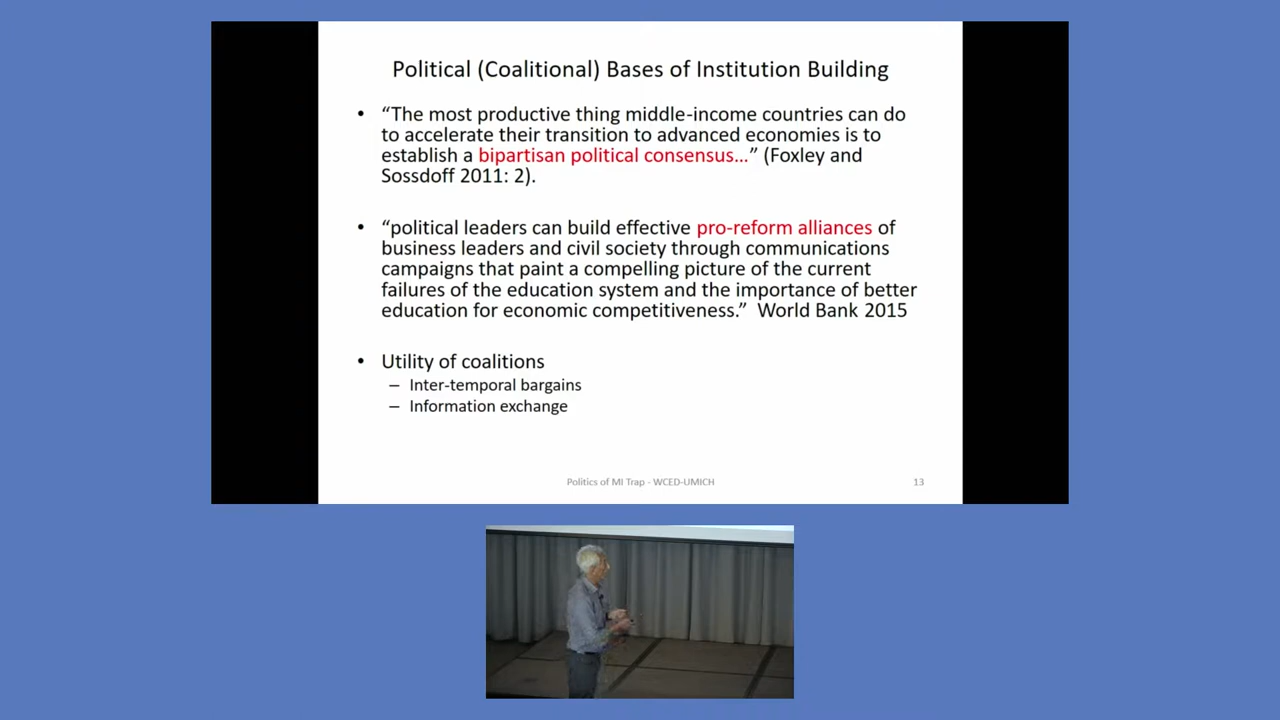 Political (Coalitional) Bases of Institution Building
• “The most productive thing middle-income countries can do
to accelerate their transition to advanced economies is to
establish a bipartisan political consensus…” (Foxley and
Sossdoff 2011: 2).
• “political leaders can build effective pro-reform alliances of
business leaders and civil society through communications
campaigns that paint a compelling picture of the current
failures of the education system and the importance of better
education for economic competitiveness.”  World Bank 2015
• Utility of coalitions
– Inter-temporal bargains
– Information exchange
Politics of MI Trap - WCED-UMICH
13